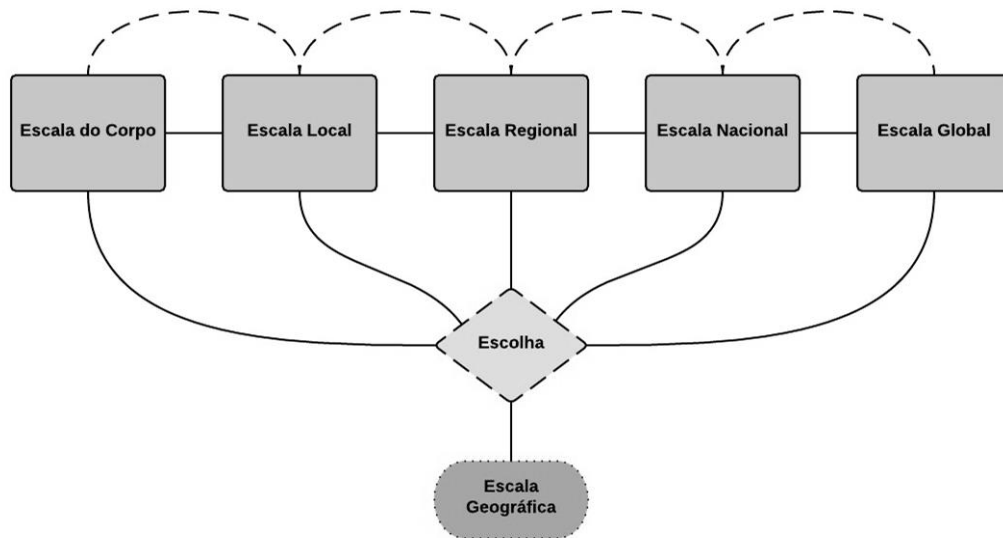 Escala do Corpo
Escala Local
Escala Regional
Escala Nacional
Escala Global
Escolha
Escala
Geográfica